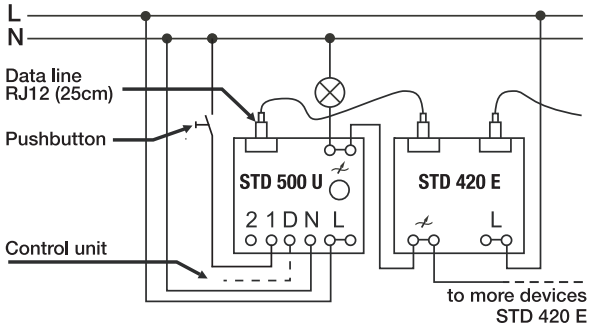 L
N
Data line
RJ12 (25cm)
Pushbutton
STD 500 U
STD 420 E
2 1 D N L
L
Control unit
to more devices
STD 420 E